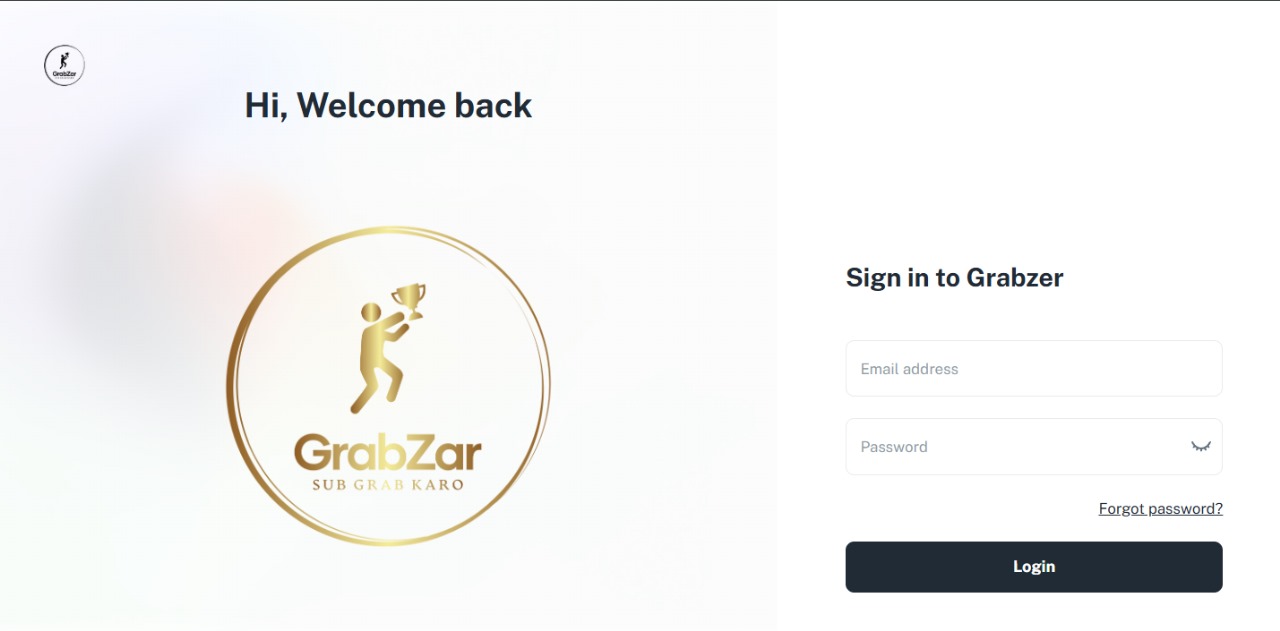 GrabZar
Hi, Welcome back
GrabZar
SUB GRAB KARO
Sign in to Grabzer
Email address
Password
Forgot password?
Login